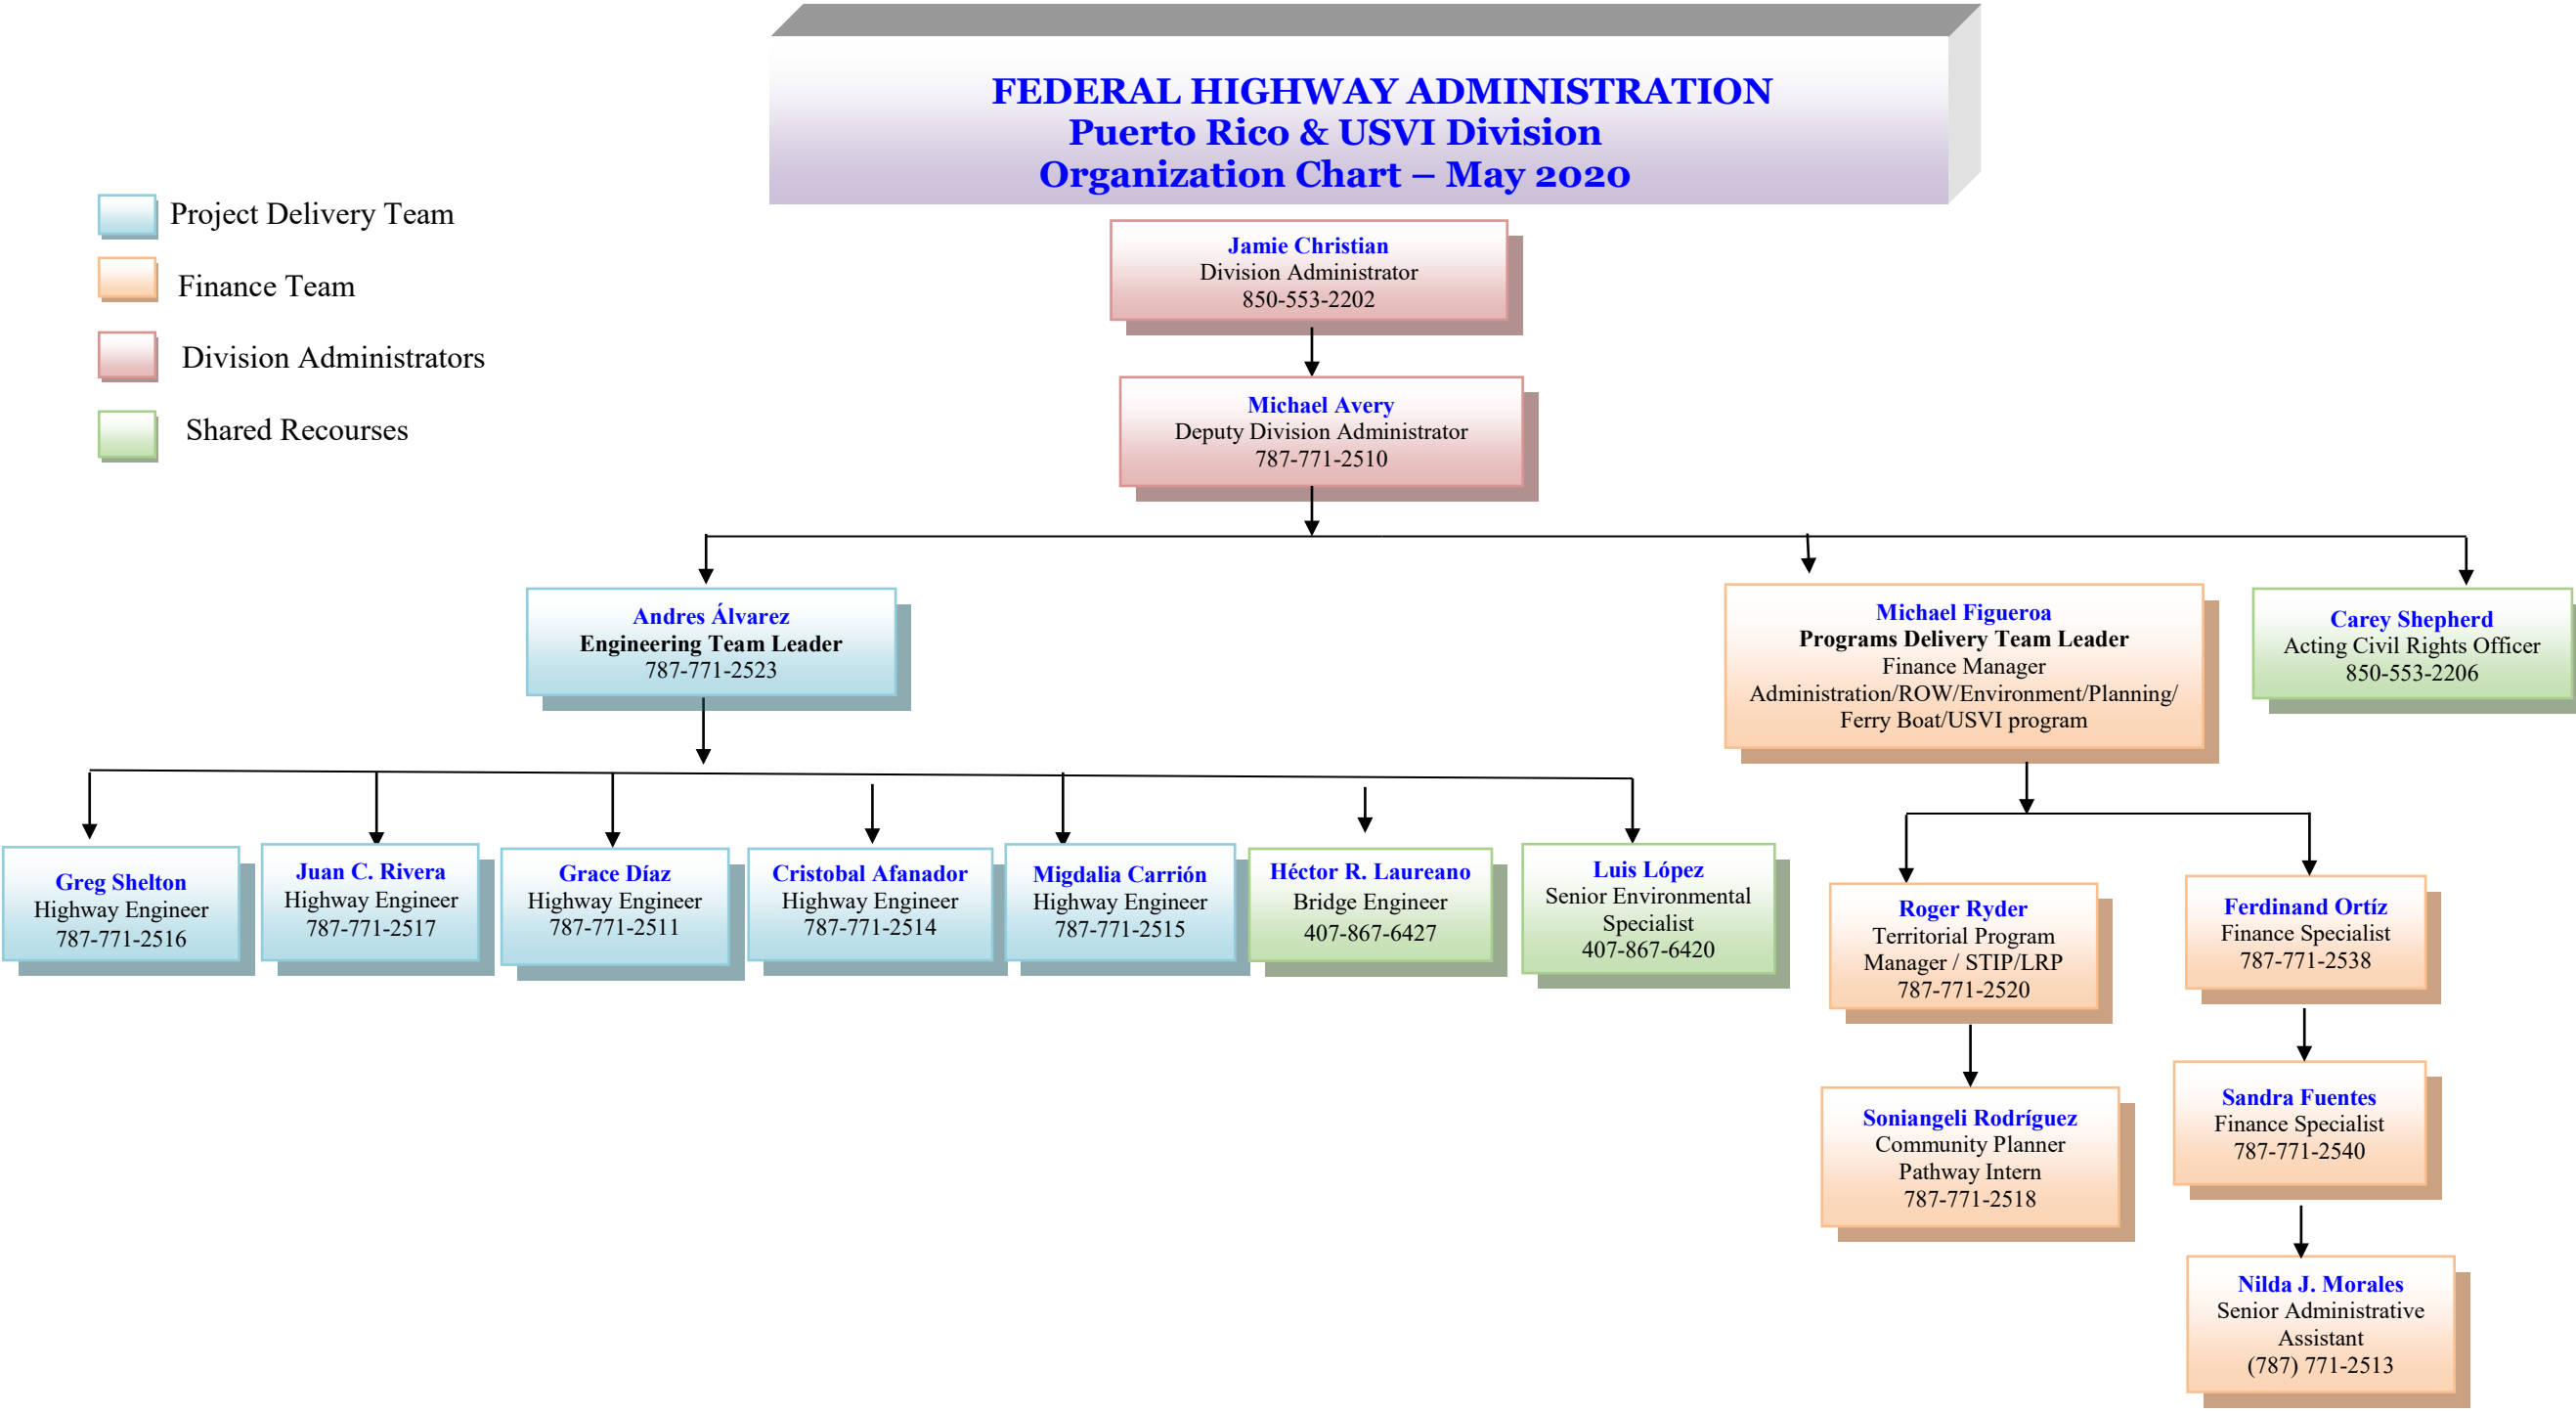 FEDERAL HIGHWAY ADMINISTRATION
Puerto Rico & USVI Division
Organization Chart – May 2020
Project Delivery Team
Finance Team
Division Administrators
Shared Recourses
Jamie Christian
Division Administrator
850-553-2202
Michael Avery
Deputy Division Administrator
787-771-2510
Andres Álvarez
Engineering Team Leader
787-771-2523
Michael Figueroa
Programs Delivery Team Leader
Finance Manager
Administration/ROW/Environment/Planning/
Ferry Boat/USVI program
Carey Shepherd
Acting Civil Rights Officer
850-553-2206
Greg Shelton
Highway Engineer
787-771-2516
Juan C. Rivera
Highway Engineer
787-771-2517
Grace Díaz
Highway Engineer
787-771-2511
Cristobal Afanador
Highway Engineer
787-771-2514
Migdalia Carrión
Highway Engineer
787-771-2515
Héctor R. Laureano
Bridge Engineer
407-867-6427
Luis López
Senior Environmental
Specialist
407-867-6420
Roger Ryder
Territorial Program
Manager / STIP/LRP
787-771-2520
Ferdinand Ortíz
Finance Specialist
787-771-2538
Soniangeli Rodríguez
Community Planner
Pathway Intern
787-771-2518
Sandra Fuentes
Finance Specialist
787-771-2540
Nilda J. Morales
Senior Administrative
Assistant
(787) 771-2513